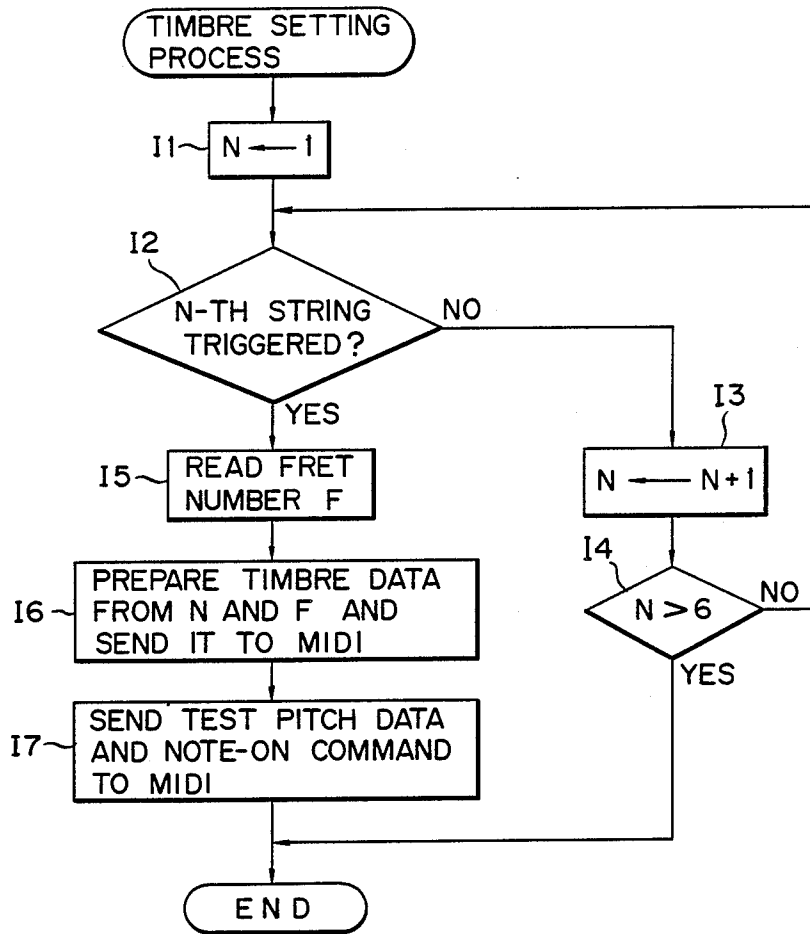 TIMBRE SETTING
PROCESS
I1
N ← 1
I2
N-TH STRING
TRIGGERED?
NO
YES
I3
N ← N+1
I5
READ FRET
NUMBER F
I4
N > 6
NO
YES
I6
PREPARE TIMBRE DATA
FROM N AND F AND
SEND IT TO MIDI
I7
SEND TEST PITCH DATA
AND NOTE-ON COMMAND
TO MIDI
END